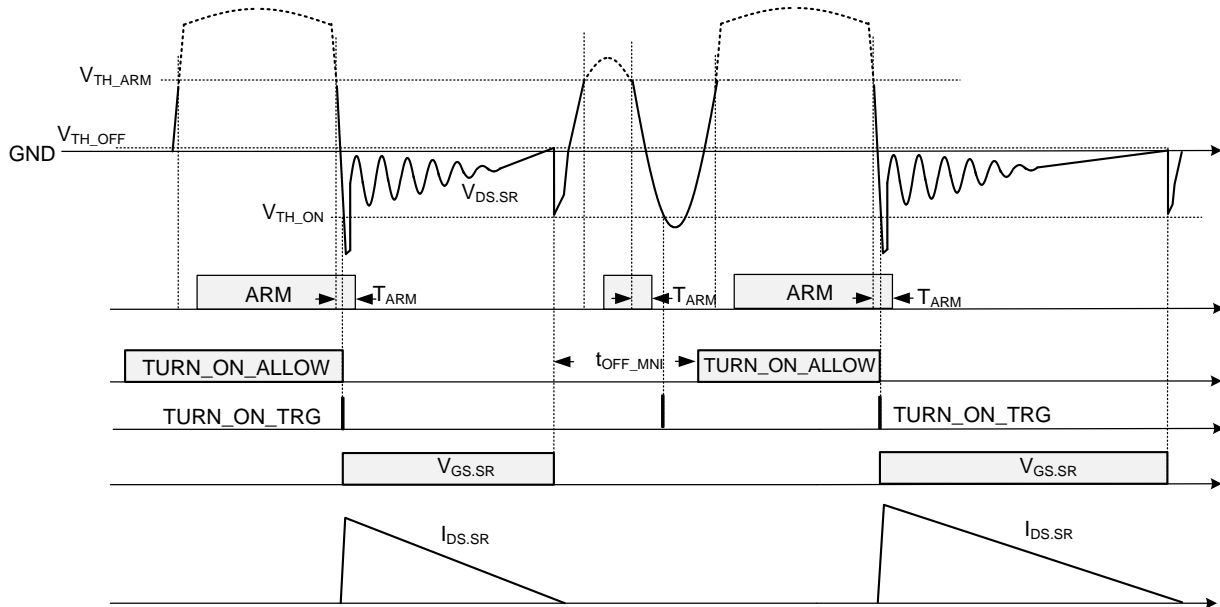 V_TH_ARM
V_TH_OFF
GND
V_DS.SR
V_TH_ON
ARM
T_ARM
T_ARM
ARM
T_ARM
TURN_ON_ALLOW
t_OFF_MNI
TURN_ON_ALLOW
TURN_ON_TRG
TURN_ON_TRG
V_GS.SR
V_GS.SR
I_DS.SR
I_DS.SR